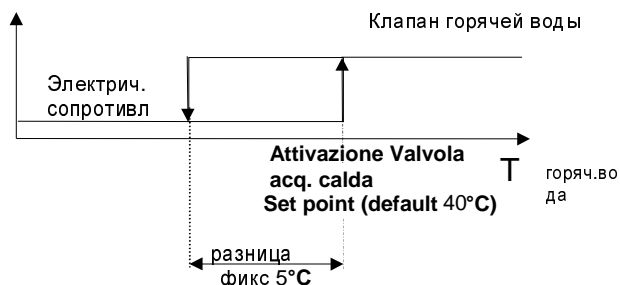 Клапан горячей воды
Электрич.
сопротивл
Attivazione Valvola
acq. calda
Set point (default 40°C)
T горяч.во
да
разница
фикс 5°C